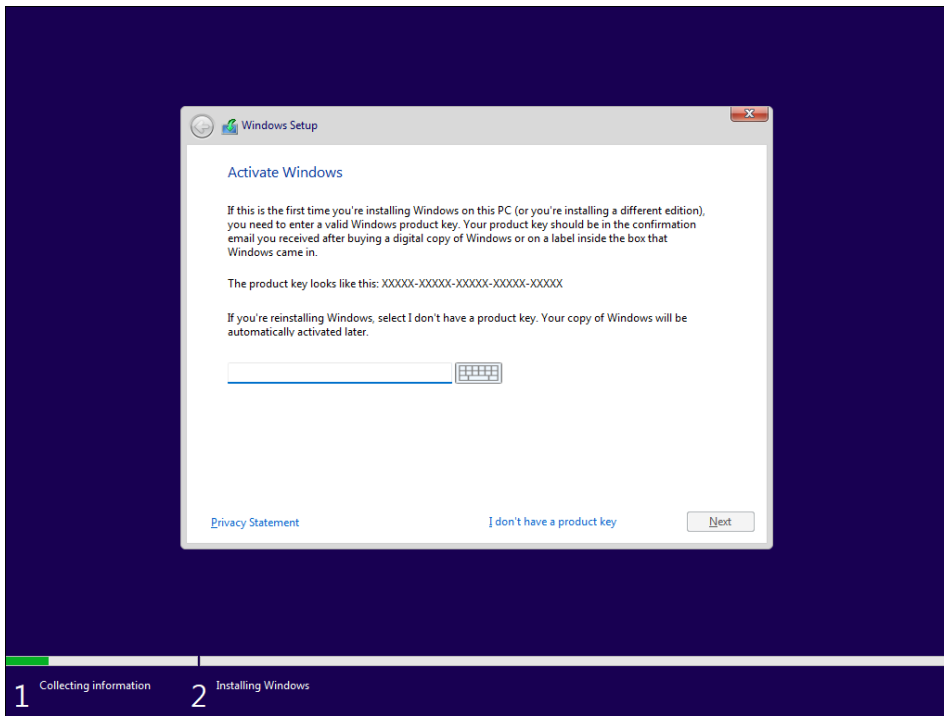 Windows Setup
Activate Windows
If this is the first time you're installing Windows on this PC (or you're installing a different edition),
you need to enter a valid Windows product key. Your product key should be in the confirmation
email you received after buying a digital copy of Windows or on a label inside the box that
Windows came in.
The product key looks like this: XXXXX-XXXXX-XXXXX-XXXXX-XXXXX
If you're reinstalling Windows, select I don't have a product key. Your copy of Windows will be
automatically activated later.
Privacy Statement
I don't have a product key
Next
1 Collecting information
2 Installing Windows